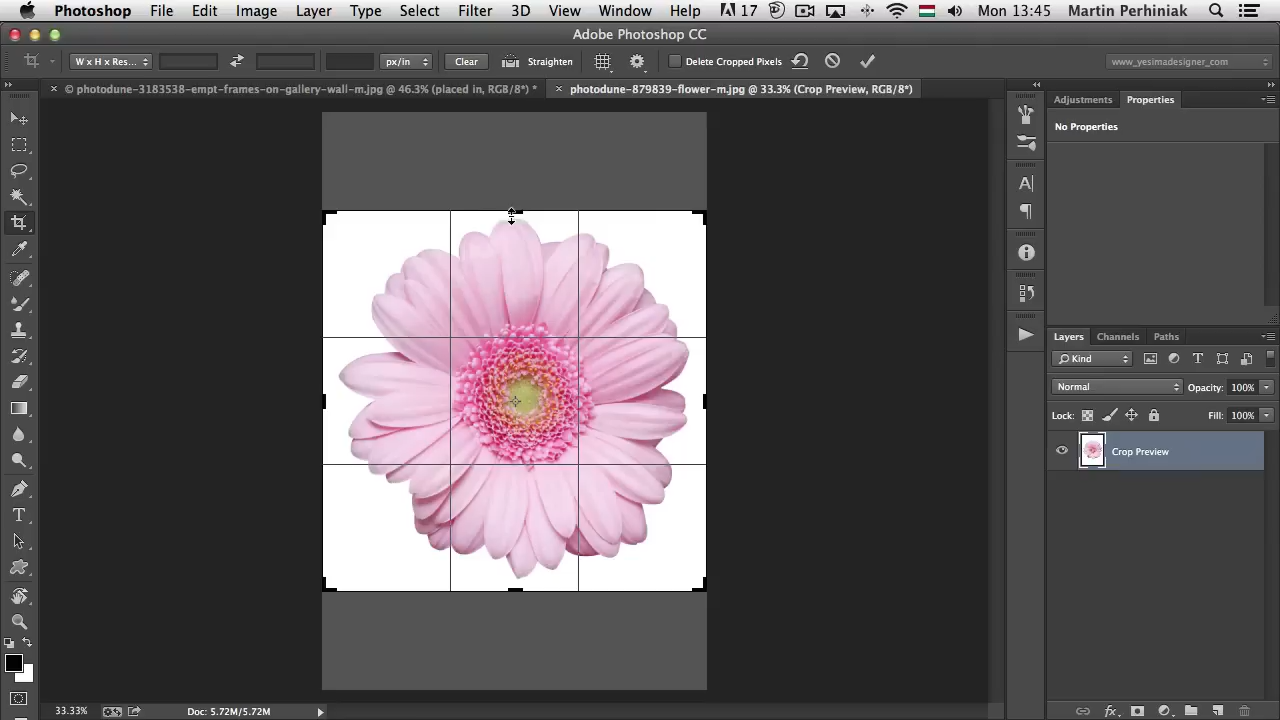 Photoshop File Edit Image Layer Type Select Filter 3D View Window Help 17 Mon 13:45 Martin Perhiniak
Adobe Photoshop CC
W x H x Res... px/in Clear Straighten Delete Cropped Pixels www_yesimadesigner_com
© photodune-3183538-empt-frames-on-gallery-wall-m.jpg @ 46.3% (placed in, RGB/8*) * photodune-879839-flower-m.jpg @ 33.3% (Crop Preview, RGB/8*)
Adjustments Properties
No Properties
Layers Channels Paths
Kind
Normal Opacity: 100%
Lock: Fill: 100%
Crop Preview
33.33% Doc: 5.72M/5.72M